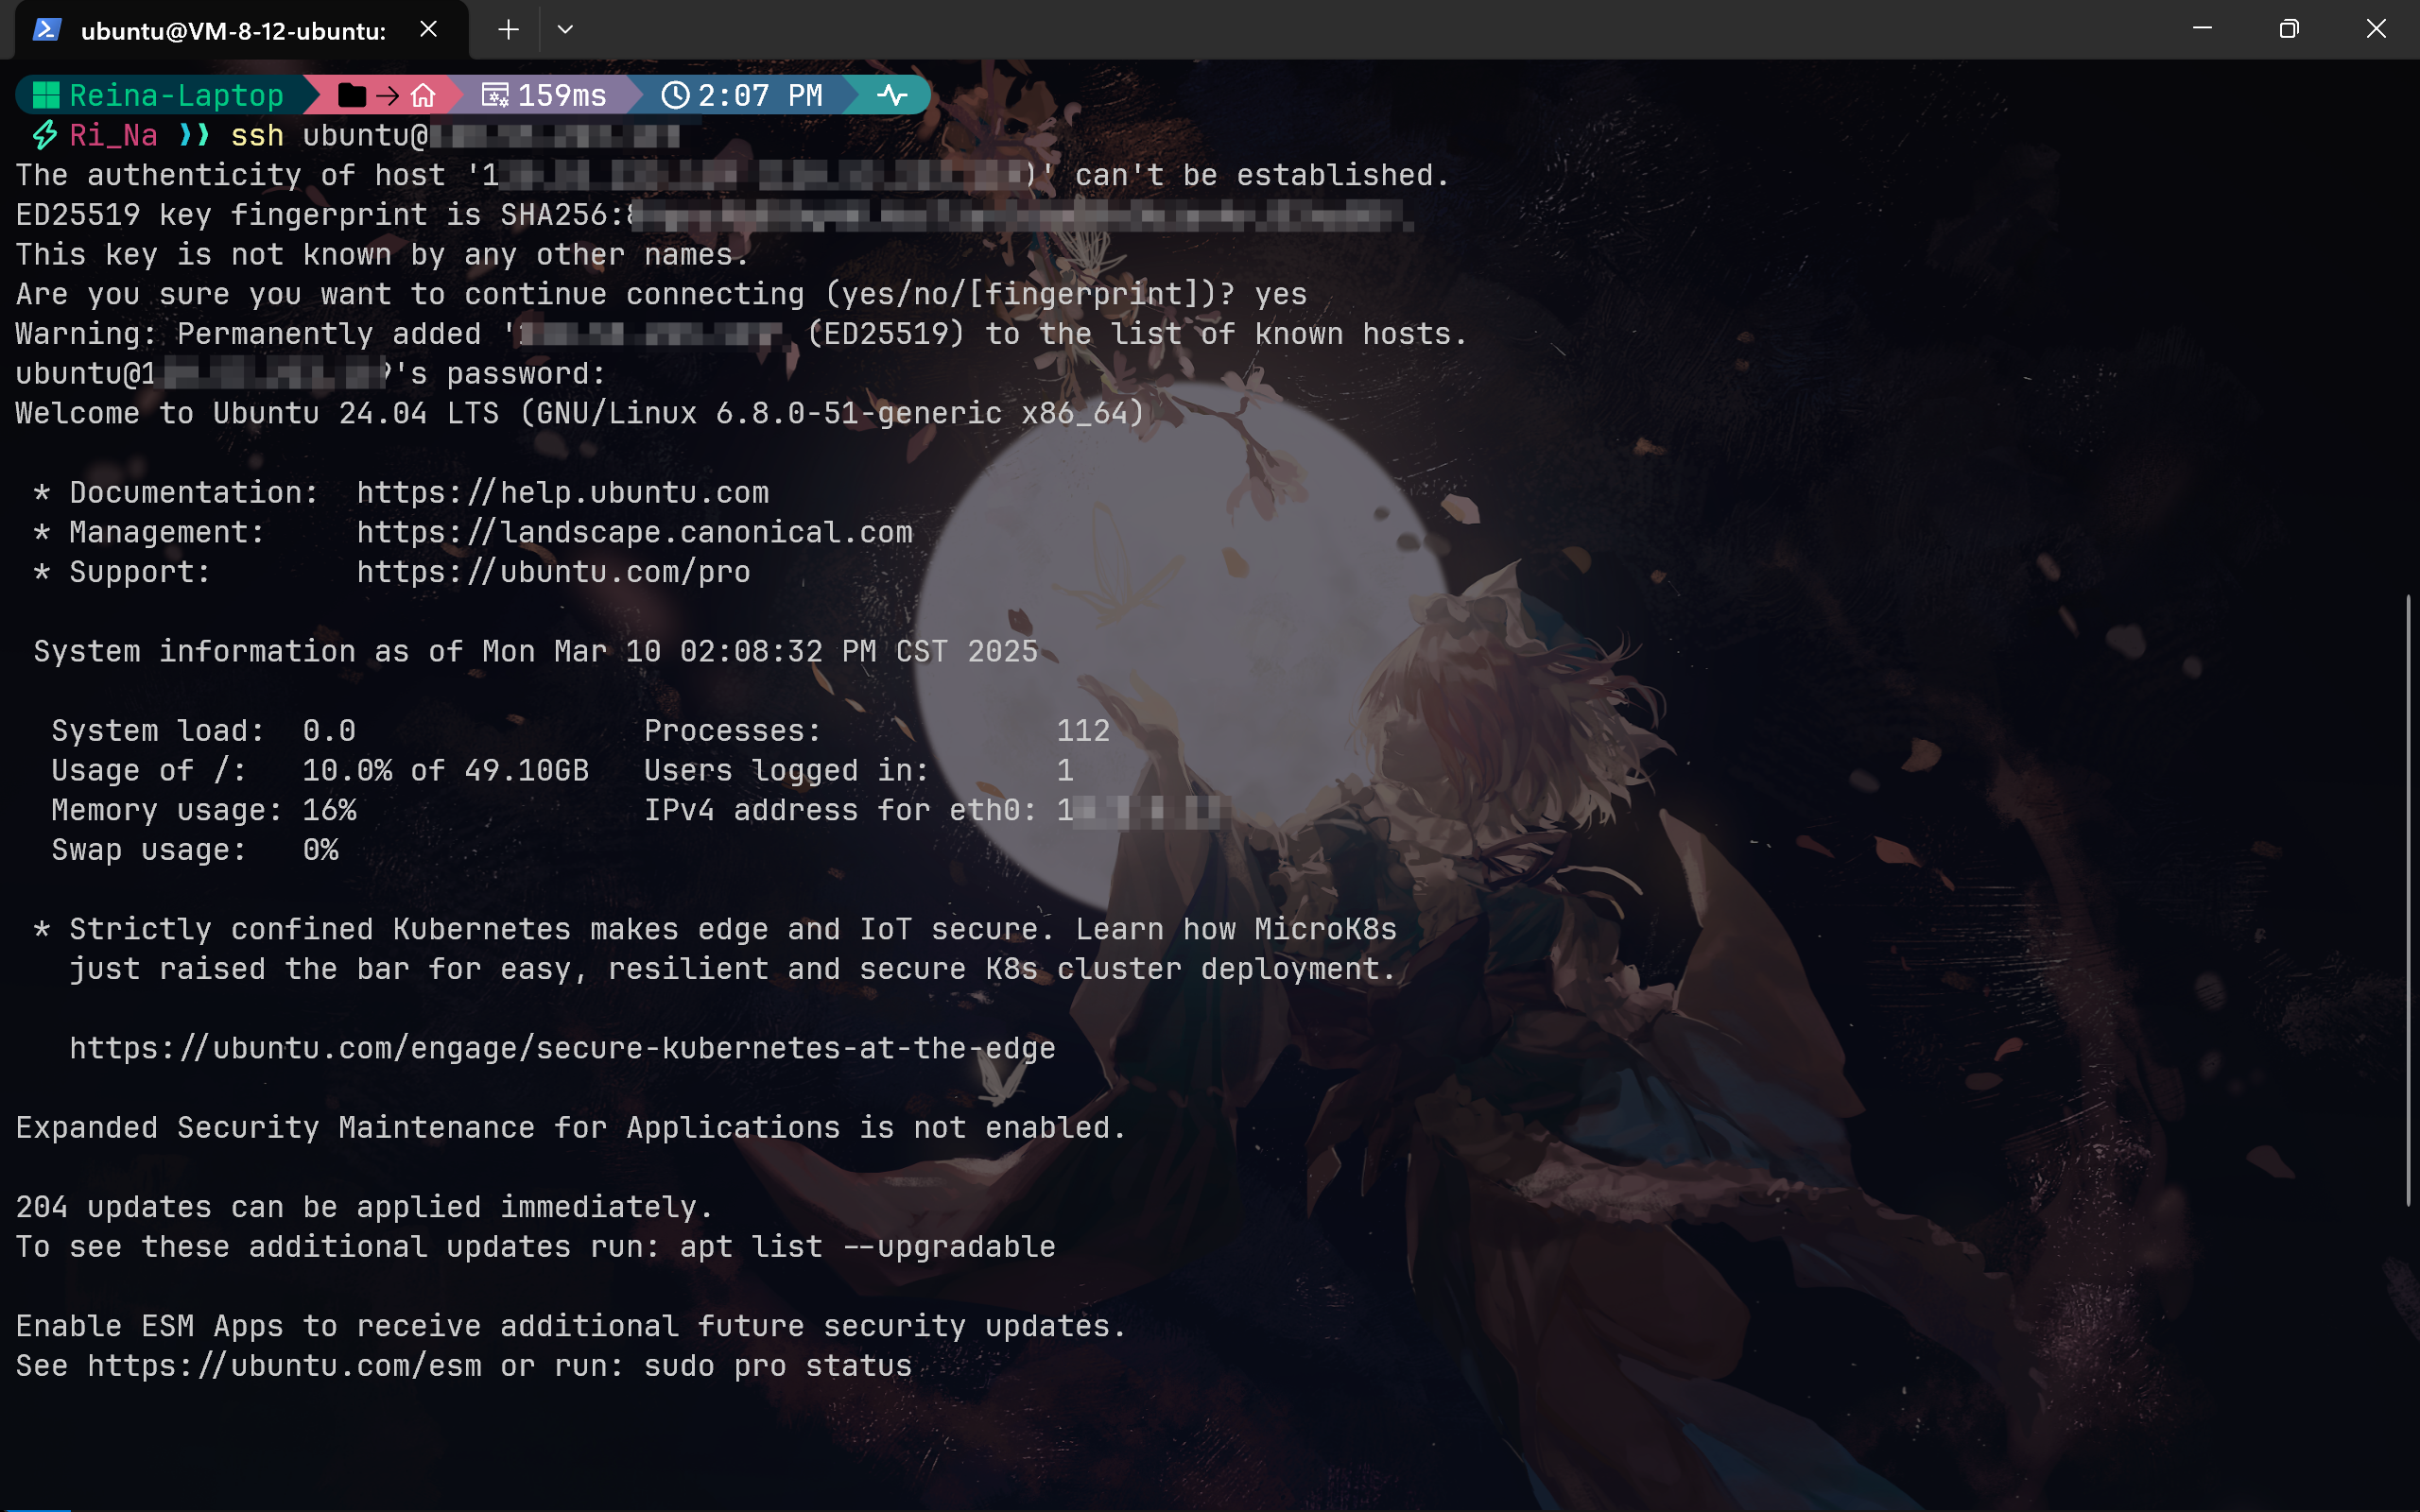 ubuntu@VM-8-12-ubuntu:
Reina-Laptop 159ms 2:07 PM
Ri_Na ❯❯ ssh ubuntu@
The authenticity of host '1 )' can't be established.
ED25519 key fingerprint is SHA256:
This key is not known by any other names.
Are you sure you want to continue connecting (yes/no/[fingerprint])? yes
Warning: Permanently added ' (ED25519) to the list of known hosts.
ubuntu@1 's password:
Welcome to Ubuntu 24.04 LTS (GNU/Linux 6.8.0-51-generic x86_64)
* Documentation: https://help.ubuntu.com
* Management: https://landscape.canonical.com
* Support: https://ubuntu.com/pro
System information as of Mon Mar 10 02:08:32 PM CST 2025
System load: 0.0 Processes: 112
Usage of /: 10.0% of 49.10GB Users logged in: 1
Memory usage: 16% IPv4 address for eth0: 1
Swap usage: 0%
* Strictly confined Kubernetes makes edge and IoT secure. Learn how MicroK8s
just raised the bar for easy, resilient and secure K8s cluster deployment.
https://ubuntu.com/engage/secure-kubernetes-at-the-edge
Expanded Security Maintenance for Applications is not enabled.
204 updates can be applied immediately.
To see these additional updates run: apt list --upgradable
Enable ESM Apps to receive additional future security updates.
See https://ubuntu.com/esm or run: sudo pro status